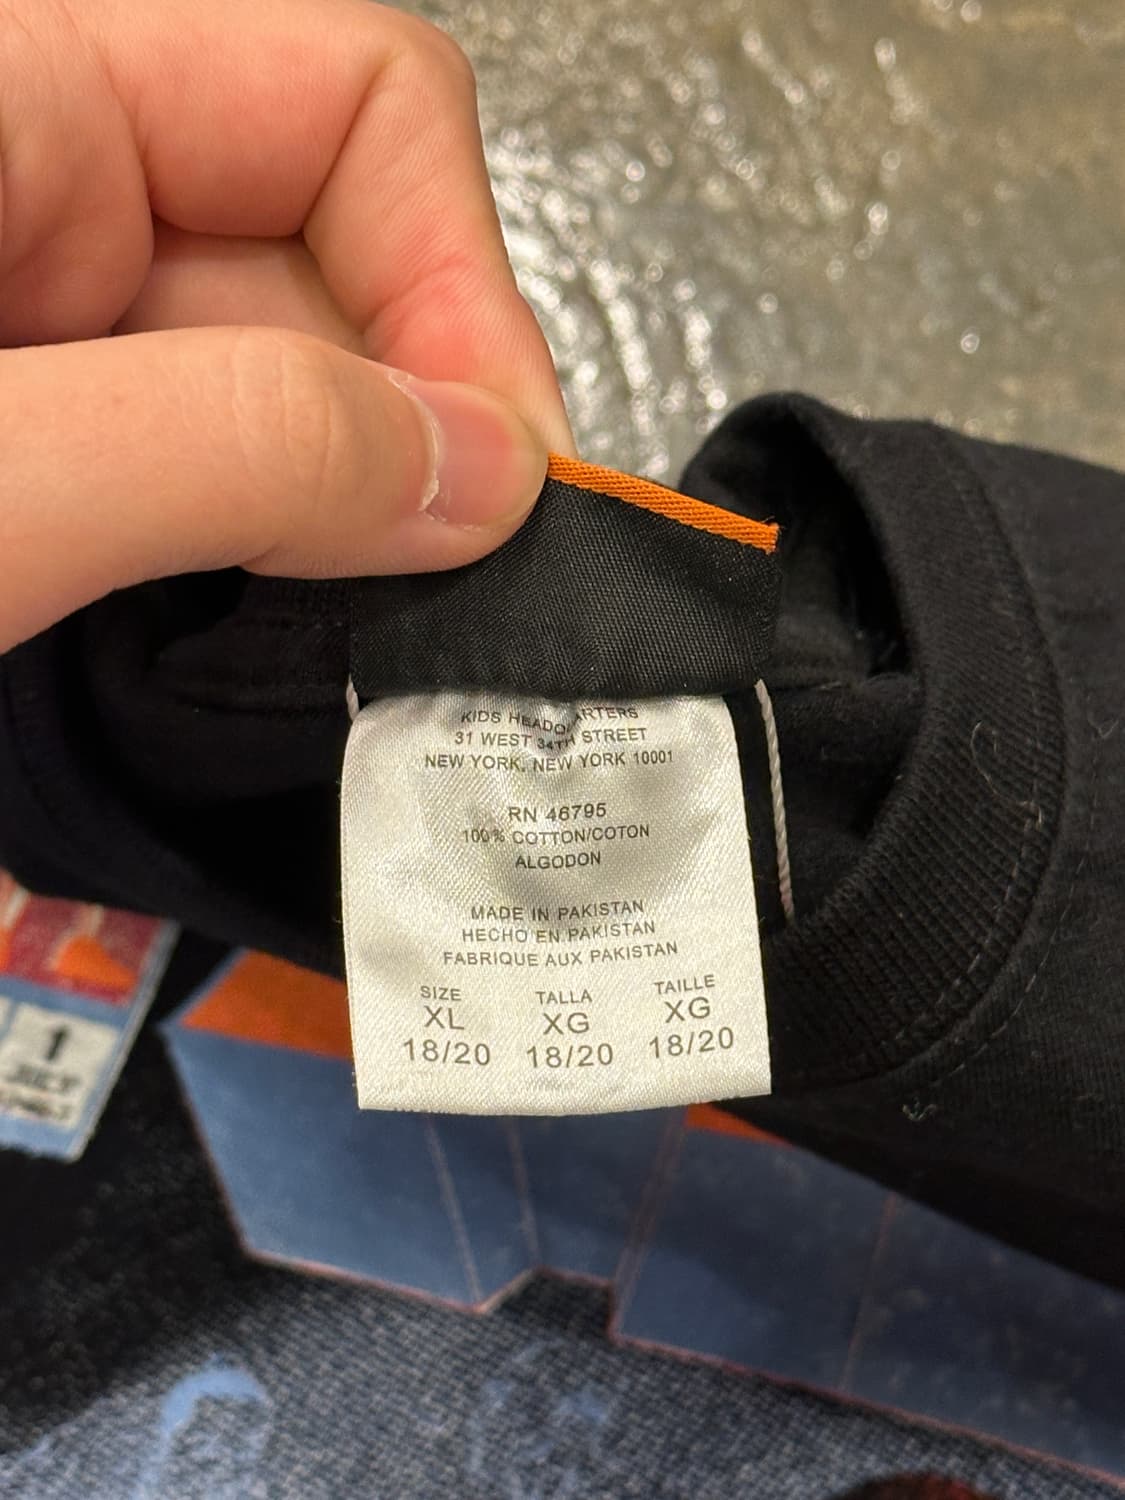 KIDS HEADQUARTERS
31 WEST 34TH STREET
NEW YORK, NEW YORK 10001
RN 46795
100% COTTON/COTON
ALGODON
MADE IN PAKISTAN
HECHO EN PAKISTAN
FABRIQUE AUX PAKISTAN
SIZE TALLA TAILLE
XL XG XG
18/20 18/20 18/20
1
JULY